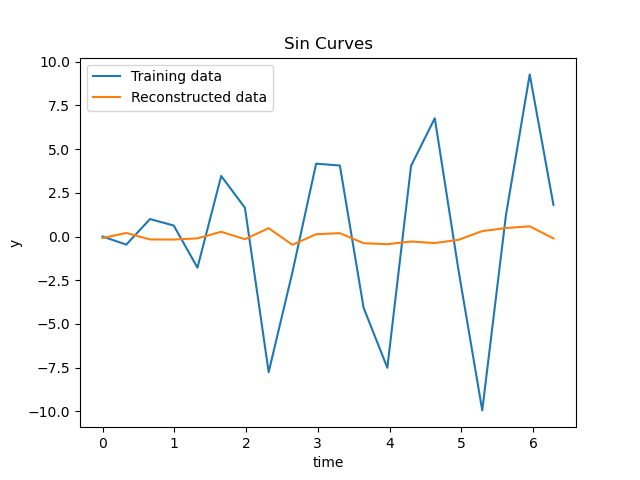 Sin Curves
Training data
Reconstructed data
10.0
7.5
5.0
2.5
0.0
−2.5
−5.0
−7.5
−10.0
y
0 1 2 3 4 5 6
time